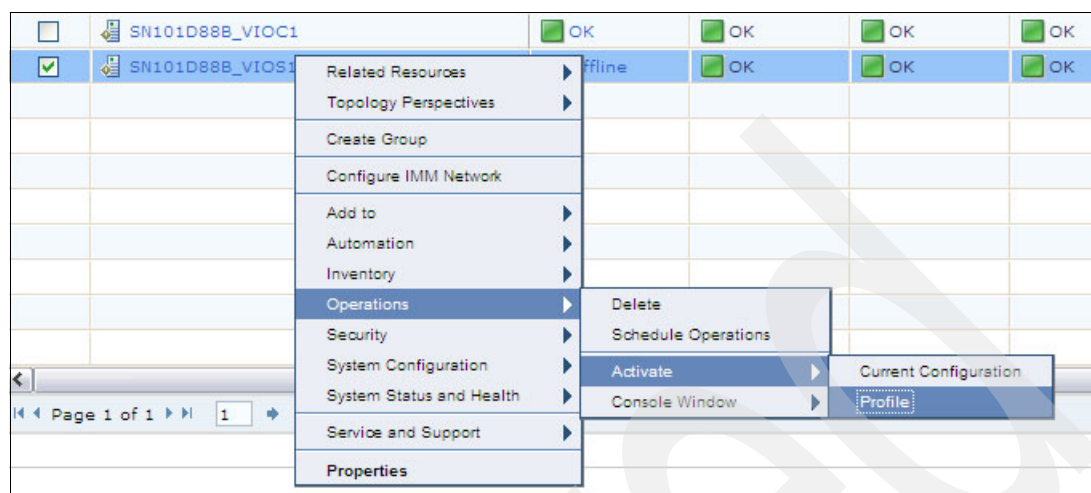 SN101D88B_VIOC1 OK OK OK OK
SN101D88B_VIOS1 ffline OK OK OK
Related Resources
Topology Perspectives
Create Group
Configure IMM Network
Add to
Automation
Inventory
Operations
Security
System Configuration
System Status and Health
Service and Support
Properties
Delete
Schedule Operations
Activate
Console Window
Current Configuration
Profile
Page 1 of 1 1